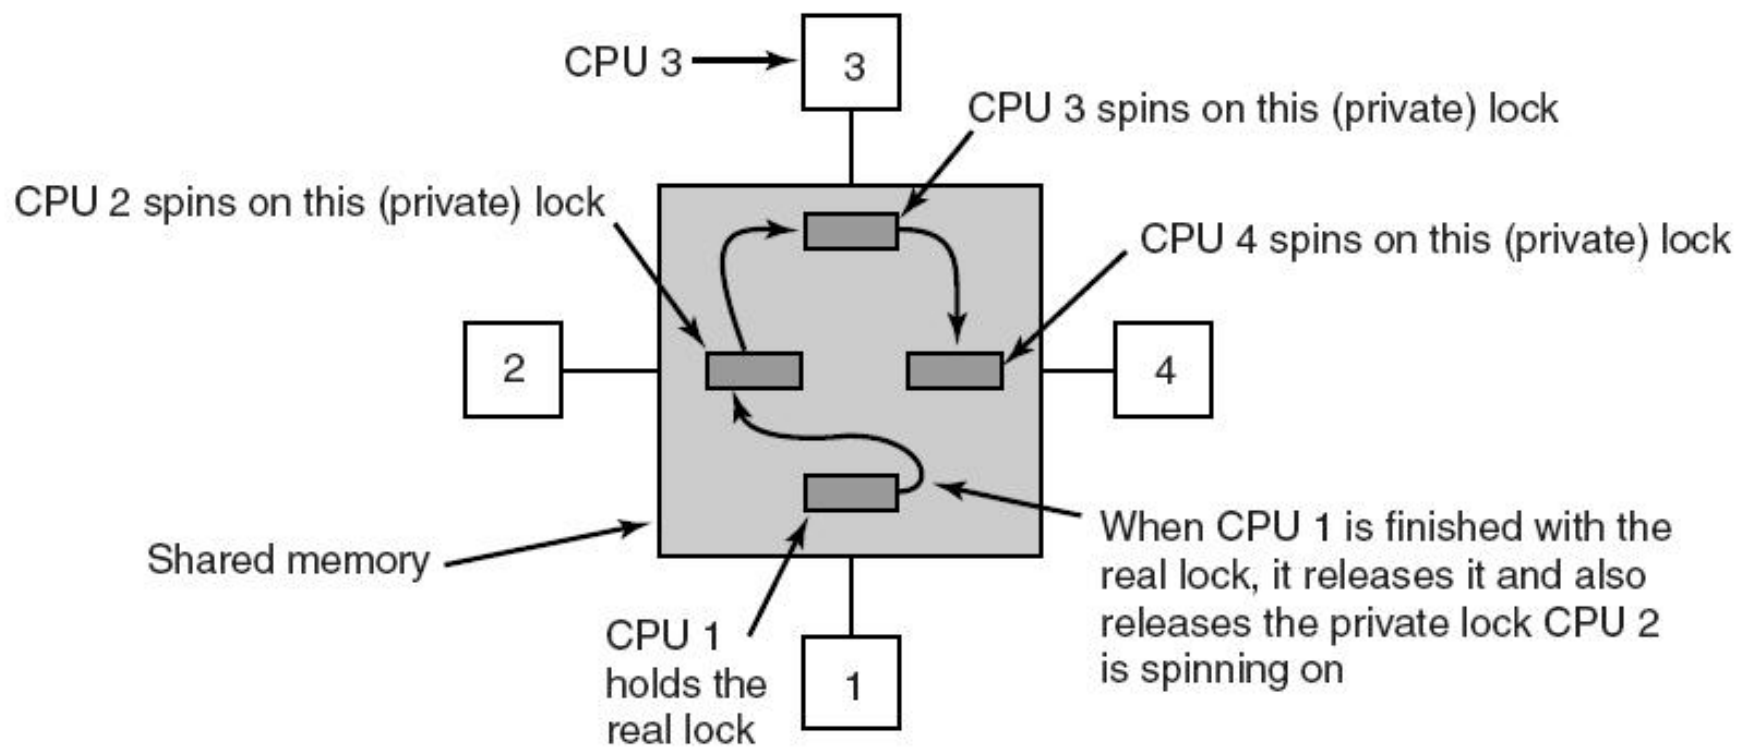 3
CPU 3
CPU 3 spins on this (private) lock
CPU 2 spins on this (private) lock
CPU 4 spins on this (private) lock
2
4
Shared memory
When CPU 1 is finished with the
real lock, it releases it and also
releases the private lock CPU 2
is spinning on
CPU 1
holds the
real lock
1